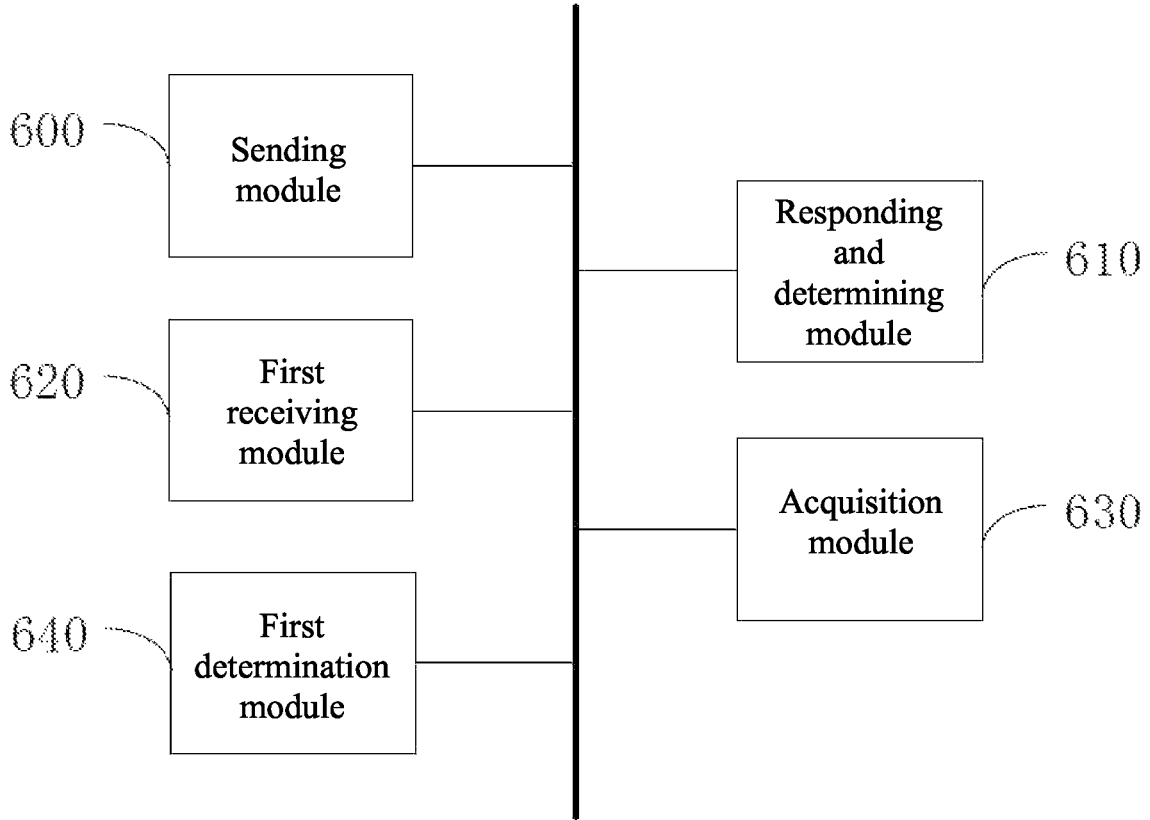 600
Sending
module
Responding
and
determining
module
610
620
First
receiving
module
Acquisition
module
630
640
First
determination
module